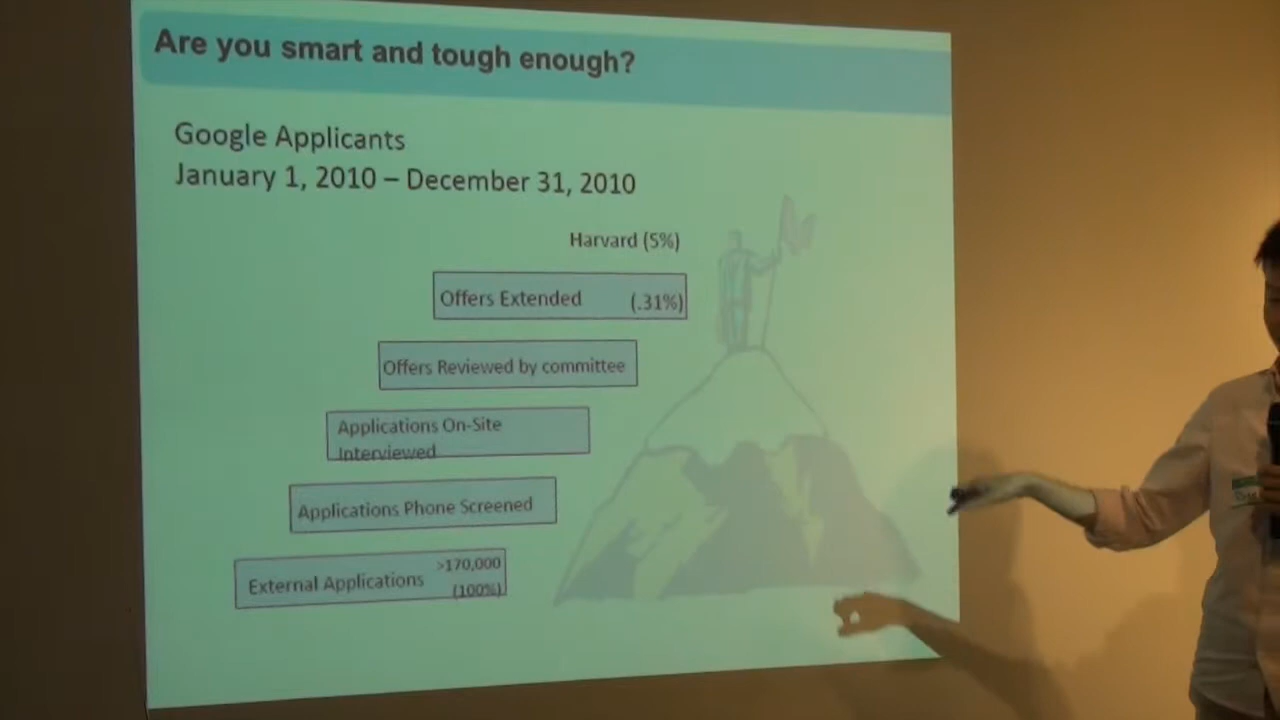 Are you smart and tough enough?
Google Applicants
January 1, 2010 – December 31, 2010
Harvard (5%)
Offers Extended (.31%)
Offers Reviewed by committee
Applications On-Site
Interviewed
Applications Phone Screened
External Applications >170,000
(100%)